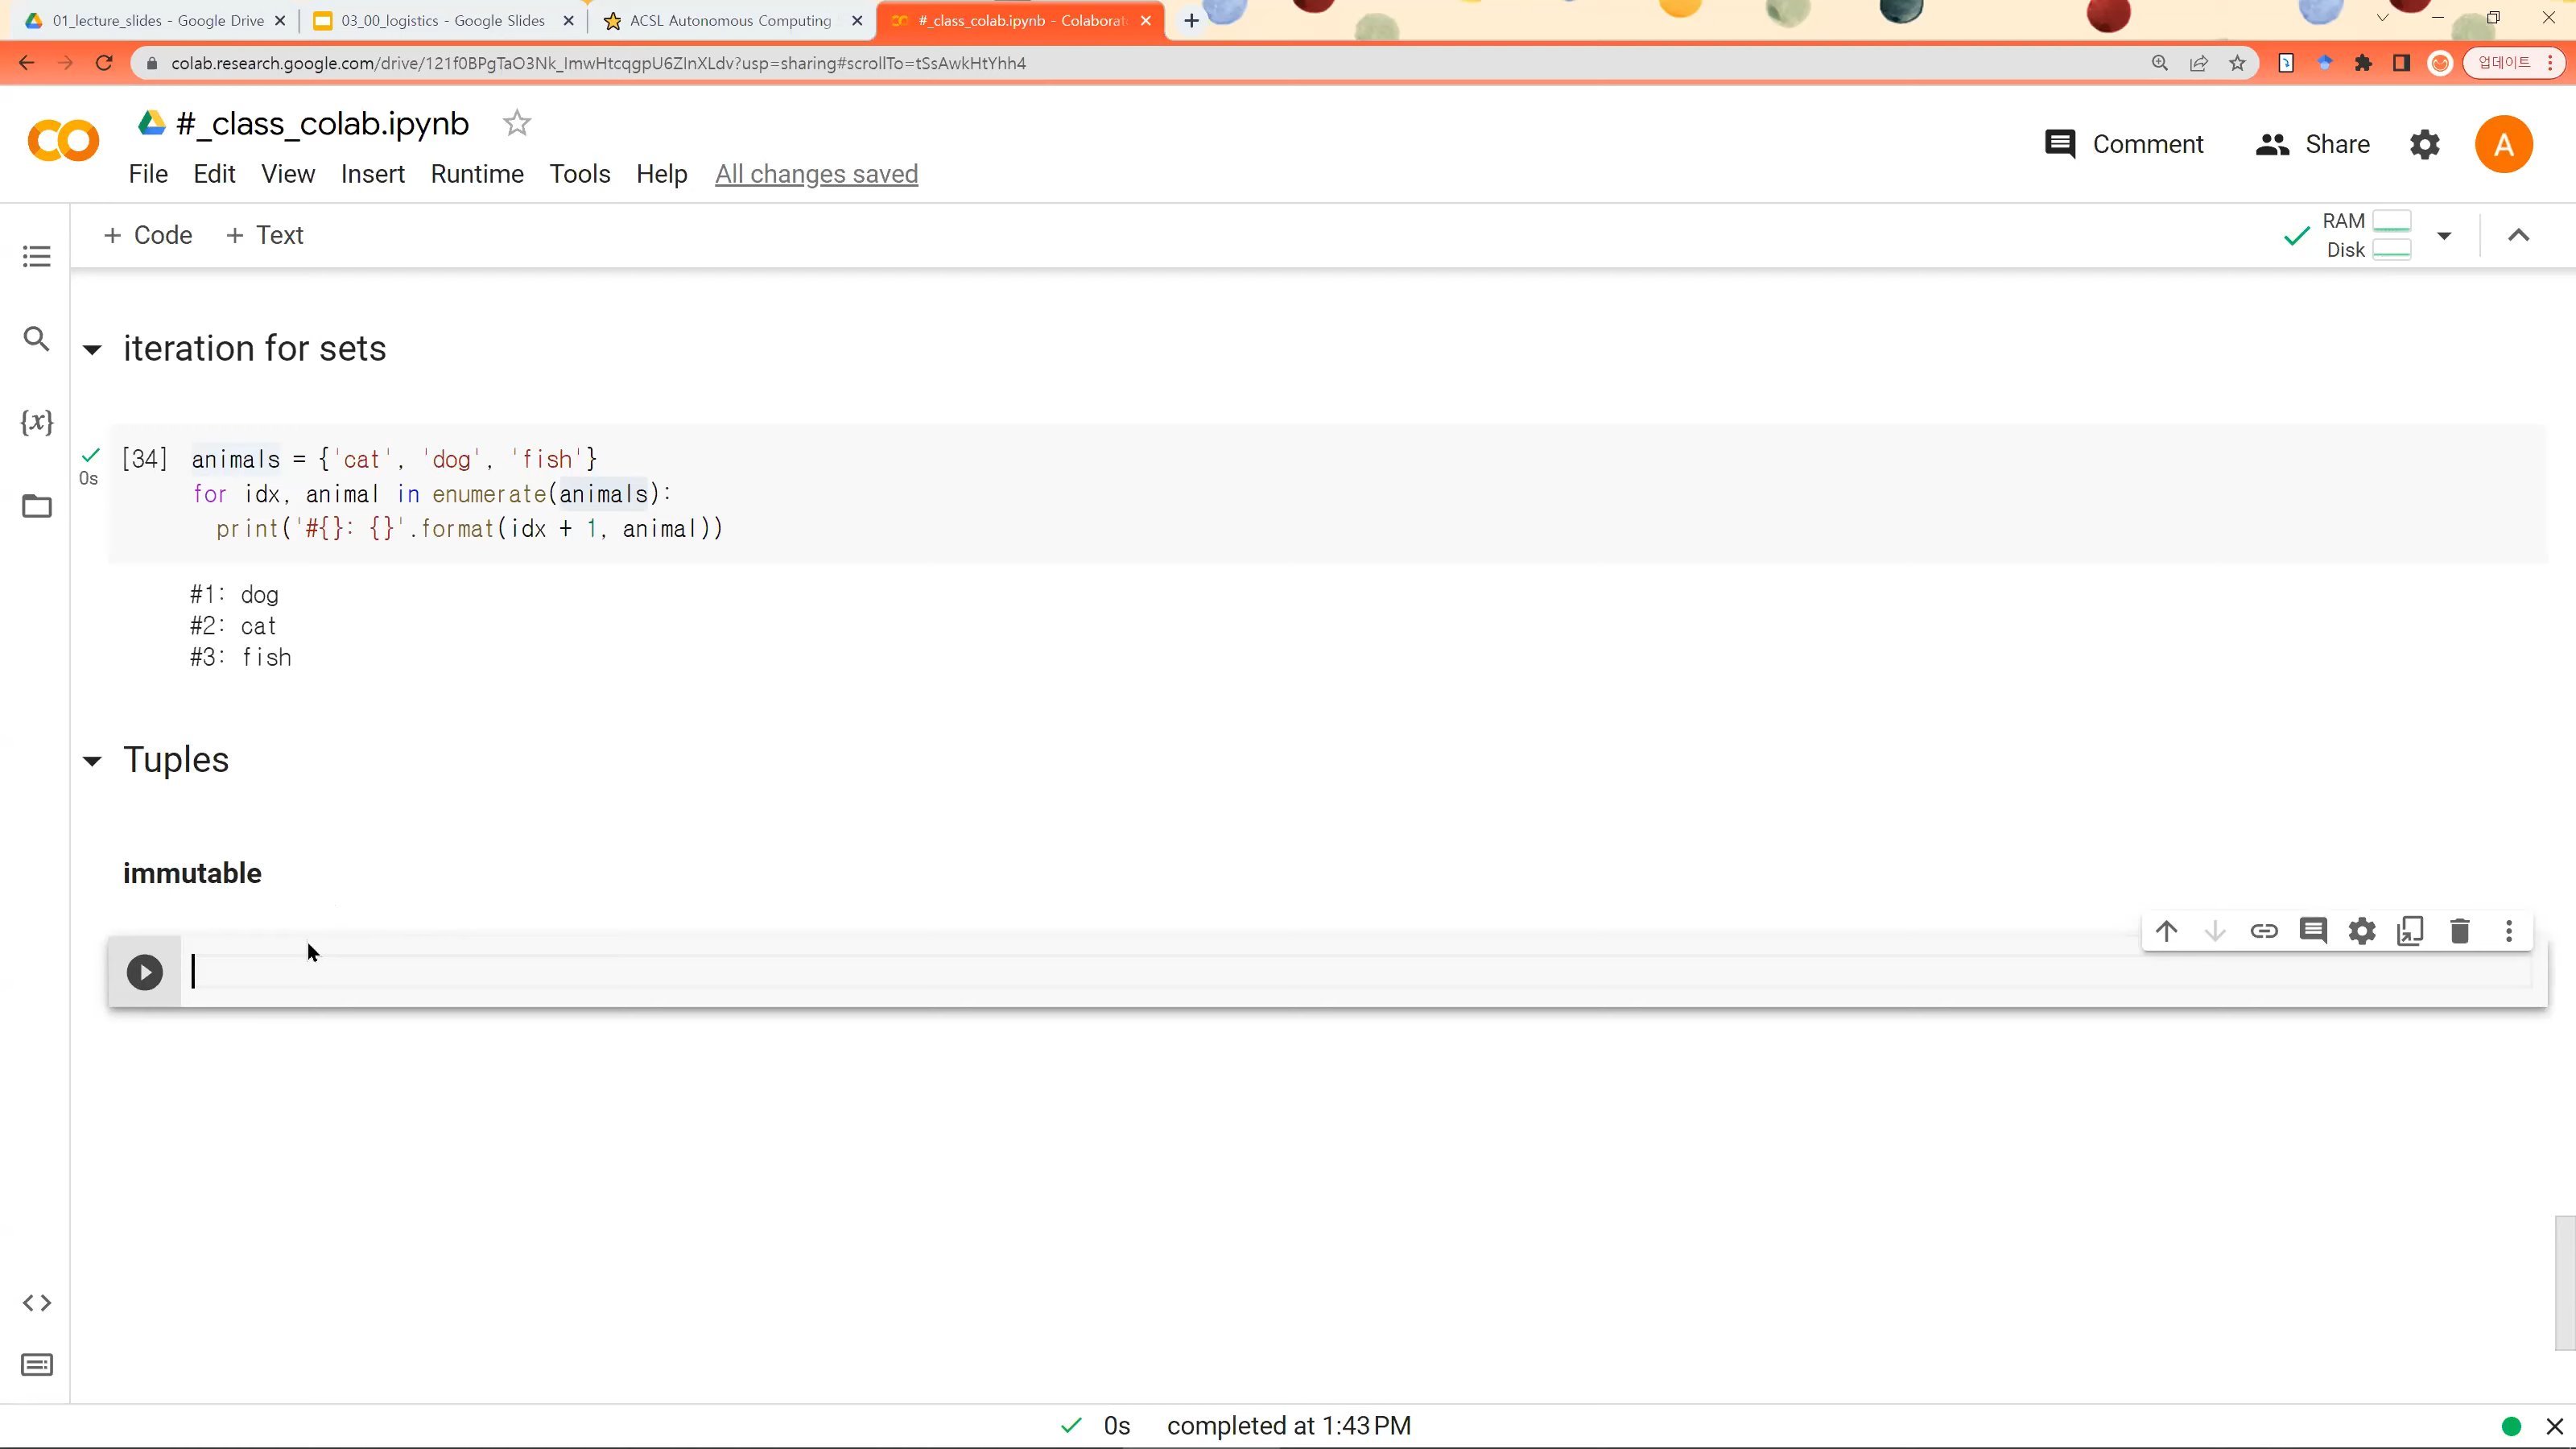 01_lecture_slides - Google Drive
03_00_logistics - Google Slides
ACSL Autonomous Computing
#_class_colab.ipynb - Colaborat
colab.research.google.com/drive/121f0BPgTaO3Nk_ImwHtcqgpU6ZInXLdv?usp=sharing#scrollTo=tSsAwkHtYhh4
업데이트
#_class_colab.ipynb
File Edit View Insert Runtime Tools Help All changes saved
Comment
Share
A
+ Code + Text
RAM
Disk
iteration for sets
{x}
0s
[34] animals = {'cat', 'dog', 'fish'}
for idx, animal in enumerate(animals):
print('#{}: {}'.format(idx + 1, animal))
#1: dog
#2: cat
#3: fish
Tuples
immutable
0s completed at 1:43 PM